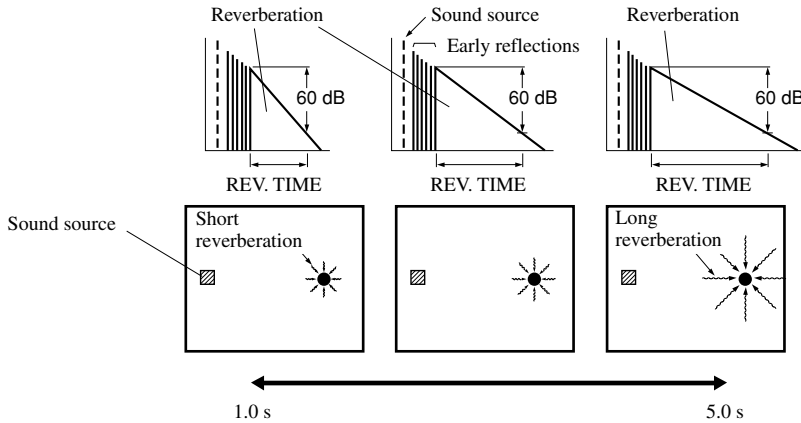 Reverberation
Sound source
Reverberation
Early reflections
60 dB
60 dB
60 dB
REV. TIME
REV. TIME
REV. TIME
Sound source
Short
reverberation
Long
reverberation
1.0 s
5.0 s